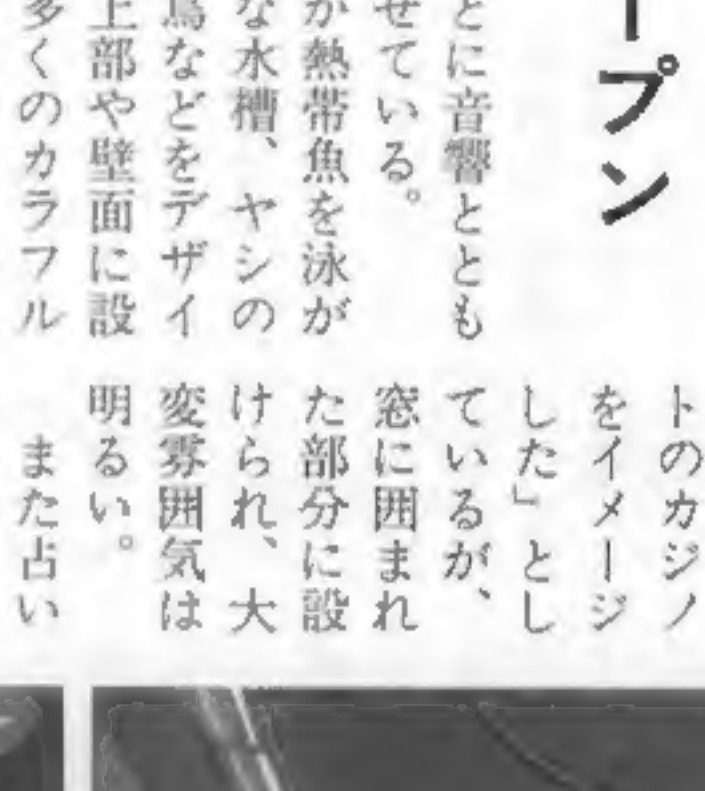 ープン
とに音響ととも
せている。
が熱帯魚を泳が
な水槽、ヤシの
鳥などをデザイ
上部や壁面に設
多くのカラフル
トのカジノ
をイメージ
した」とし
ているが、
窓に囲まれ
た部分に設
けられ、大
変雰囲気は
明るい。
また占い